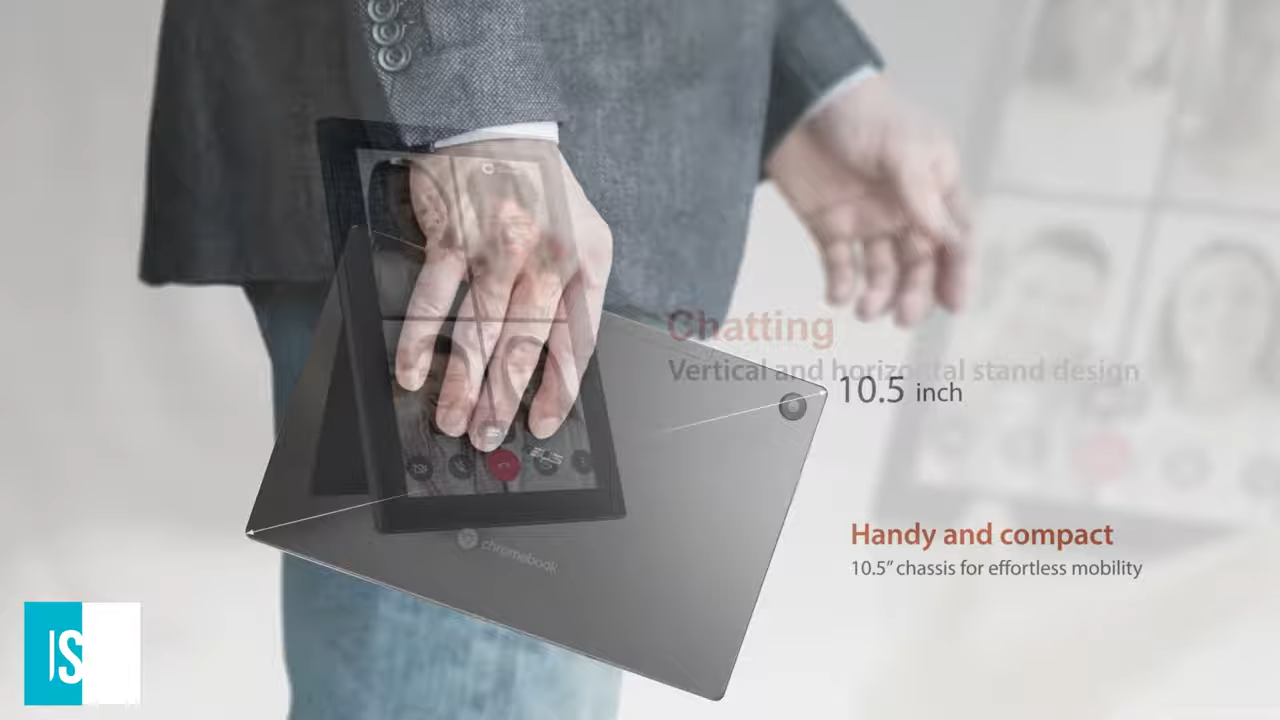 Chatting
Vertical and horizontal stand design
10.5 inch
Handy and compact
10.5” chassis for effortless mobility
chromebook
IS